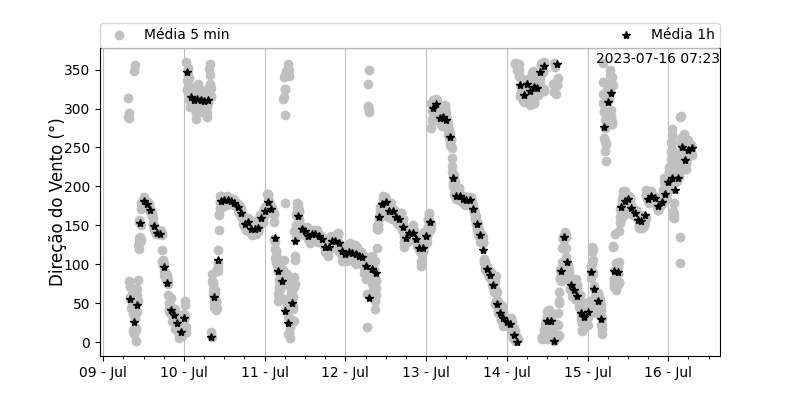 Média 5 min
Média 1h
2023-07-16 07:23
Direção do Vento (°)
350
300
250
200
150
100
50
0
09 - Jul
10 - Jul
11 - Jul
12 - Jul
13 - Jul
14 - Jul
15 - Jul
16 - Jul